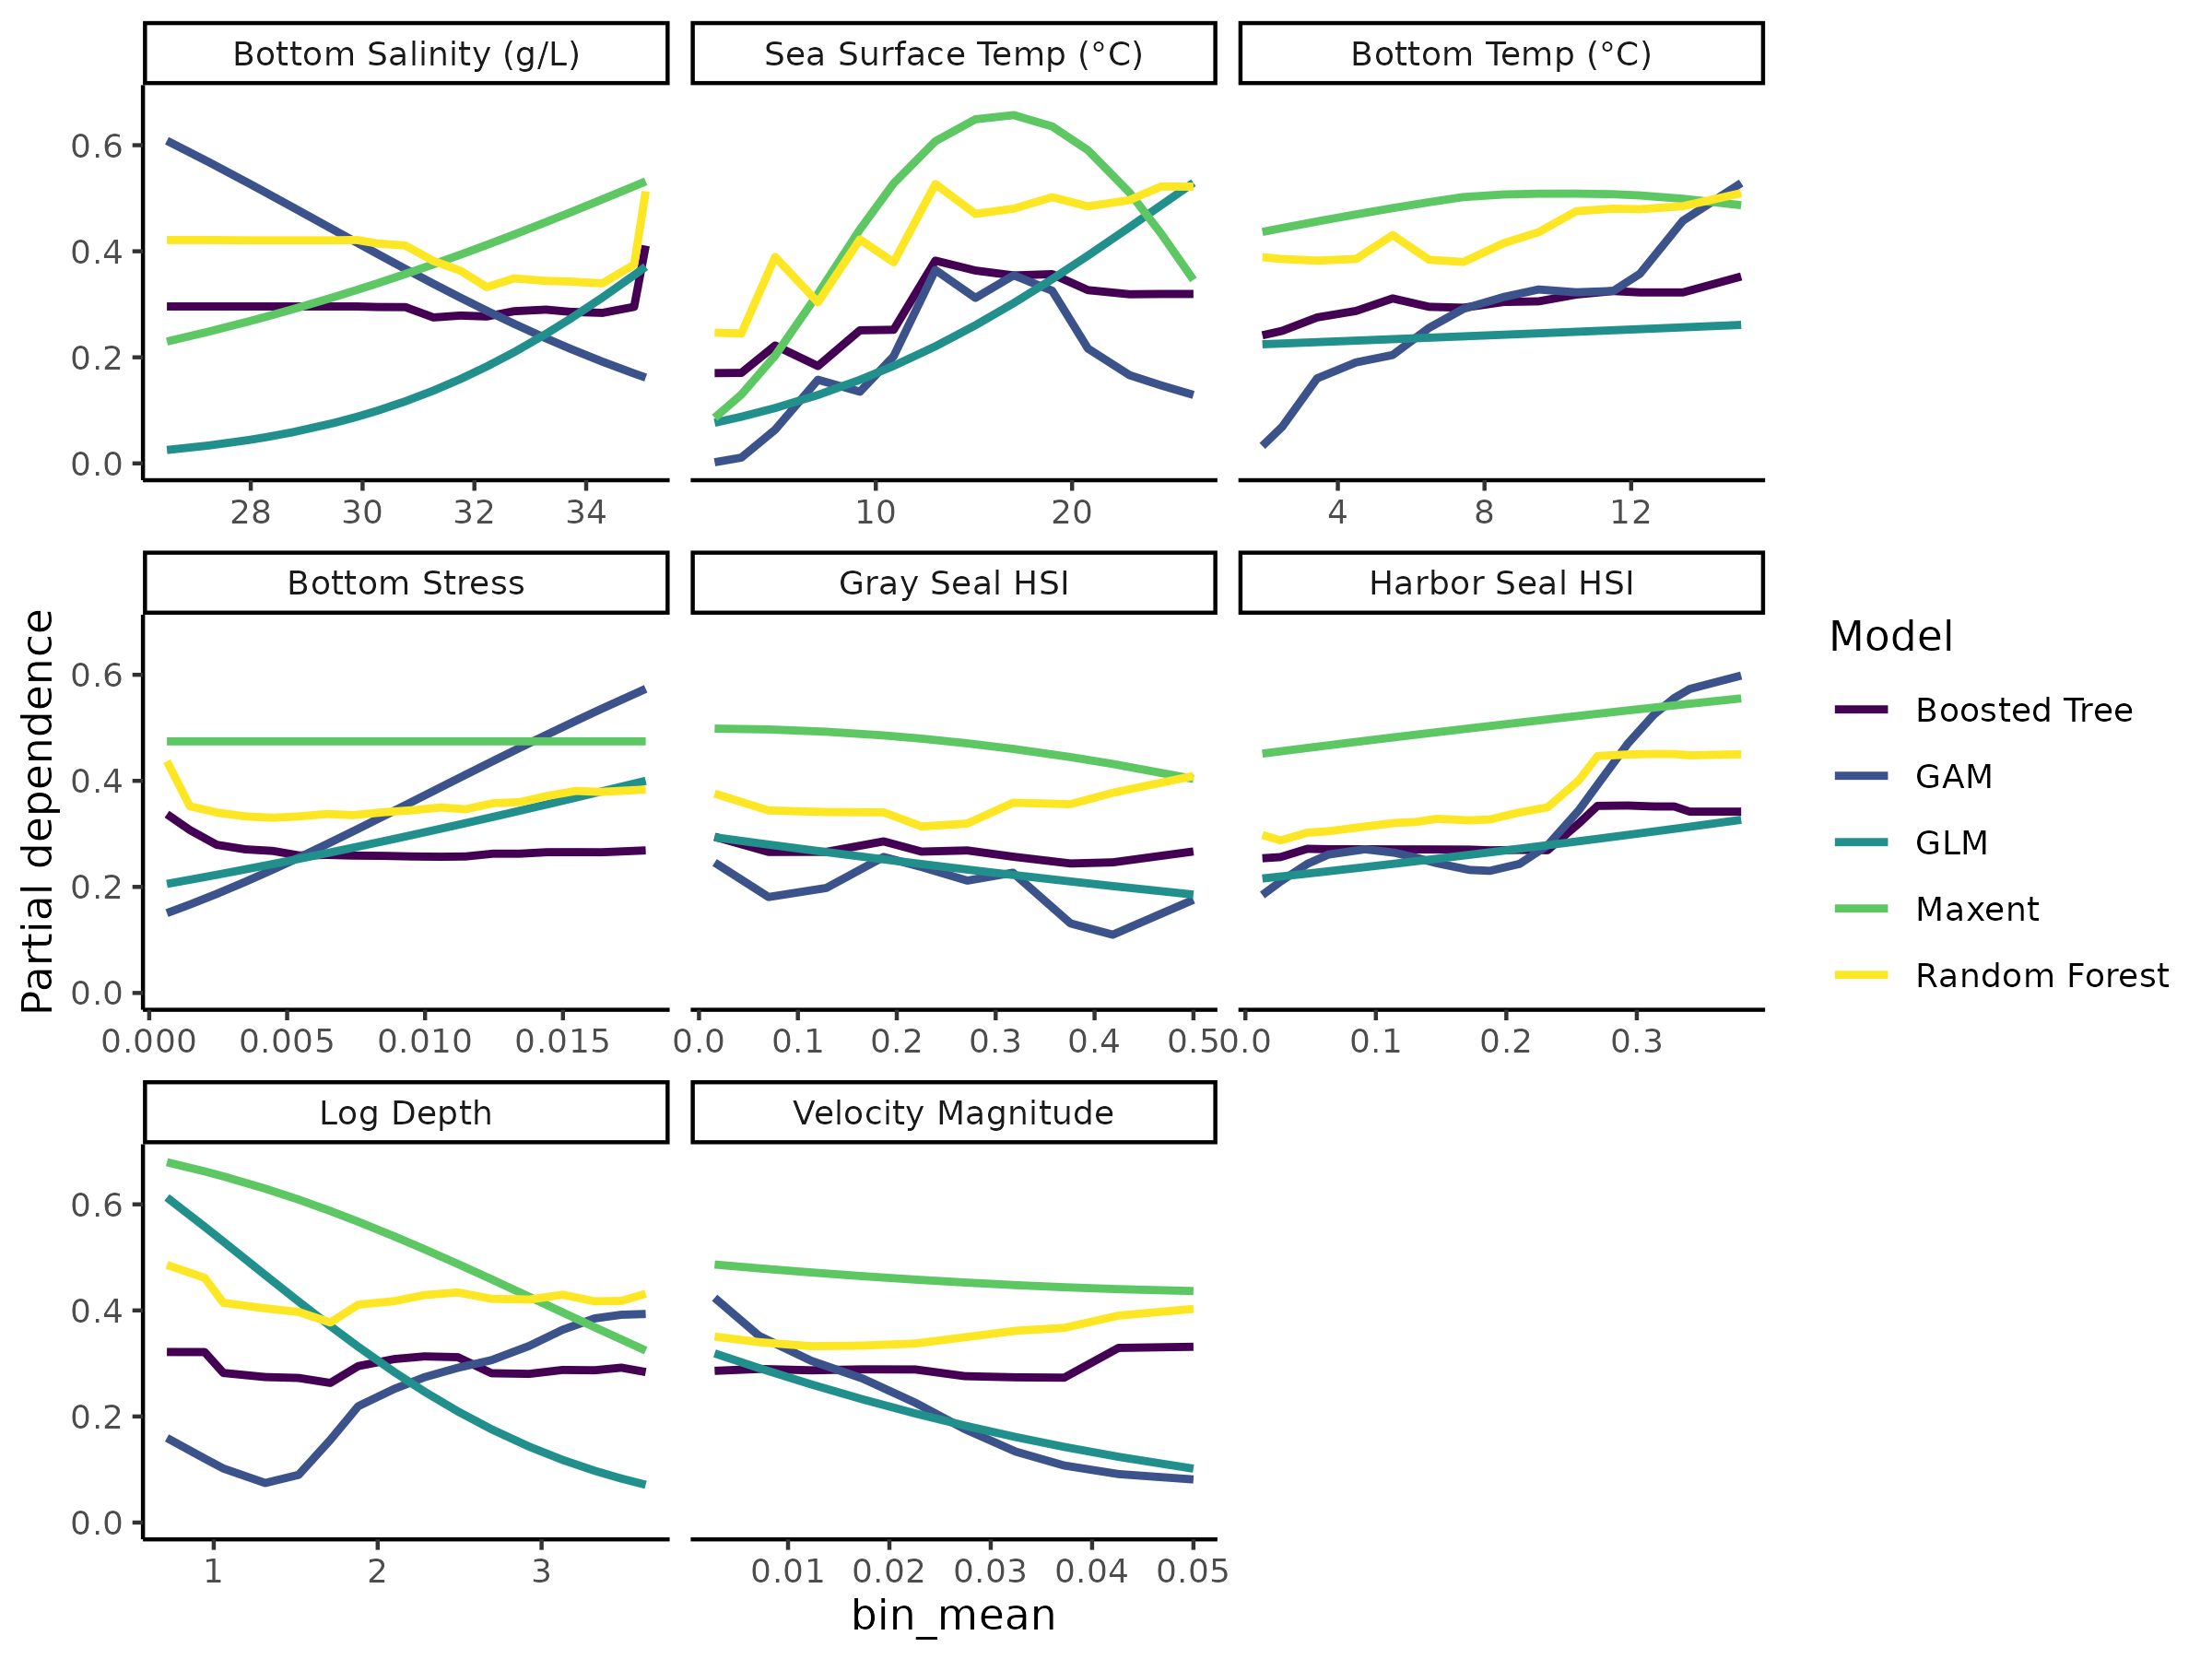 Bottom Salinity (g/L)
Sea Surface Temp (°C)
Bottom Temp (°C)
0.6
0.4
0.2
0.0
28 30 32 34
10 20
4 8 12
Bottom Stress
Gray Seal HSI
Harbor Seal HSI
0.6
0.4
0.2
0.0
0.000 0.005 0.010 0.015
0.0 0.1 0.2 0.3 0.4 0.5
0.0 0.1 0.2 0.3
Log Depth
Velocity Magnitude
0.6
0.4
0.2
0.0
1 2 3
0.01 0.02 0.03 0.04 0.05
bin_mean
Partial dependence
Model
Boosted Tree
GAM
GLM
Maxent
Random Forest